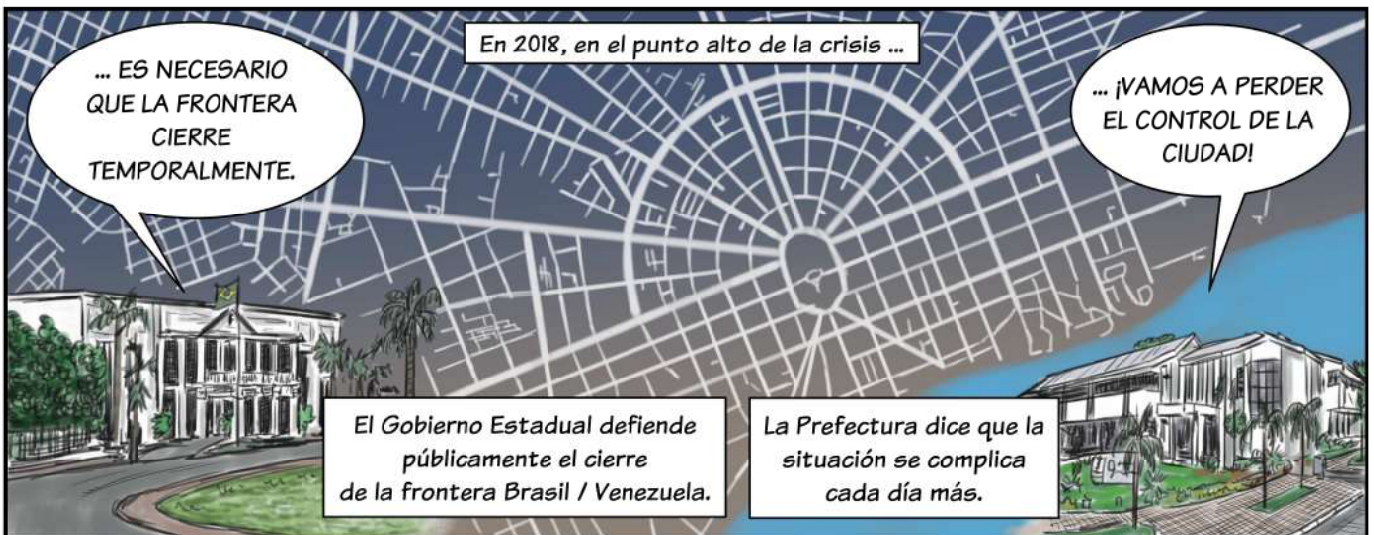 En 2018, en el punto alto de la crisis ...
... ES NECESARIO
QUE LA FRONTERA
CIERRE
TEMPORALMENTE.
... ¡VAMOS A PERDER
EL CONTROL DE LA
CIUDAD!
El Gobierno Estadual defiende
públicamente el cierre
de la frontera Brasil / Venezuela.
La Prefectura dice que la
situación se complica
cada día más.